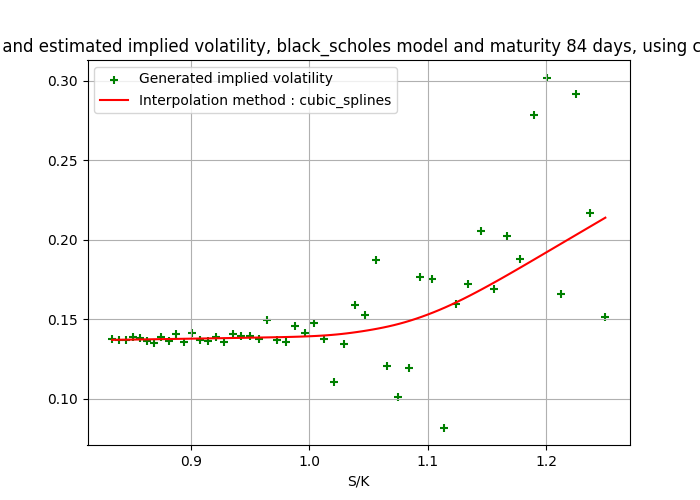 and estimated implied volatility, black_scholes model and maturity 84 days, using c
Generated implied volatility
Interpolation method : cubic_splines
0.30
0.25
0.20
0.15
0.10
0.9
1.0
1.1
1.2
S/K